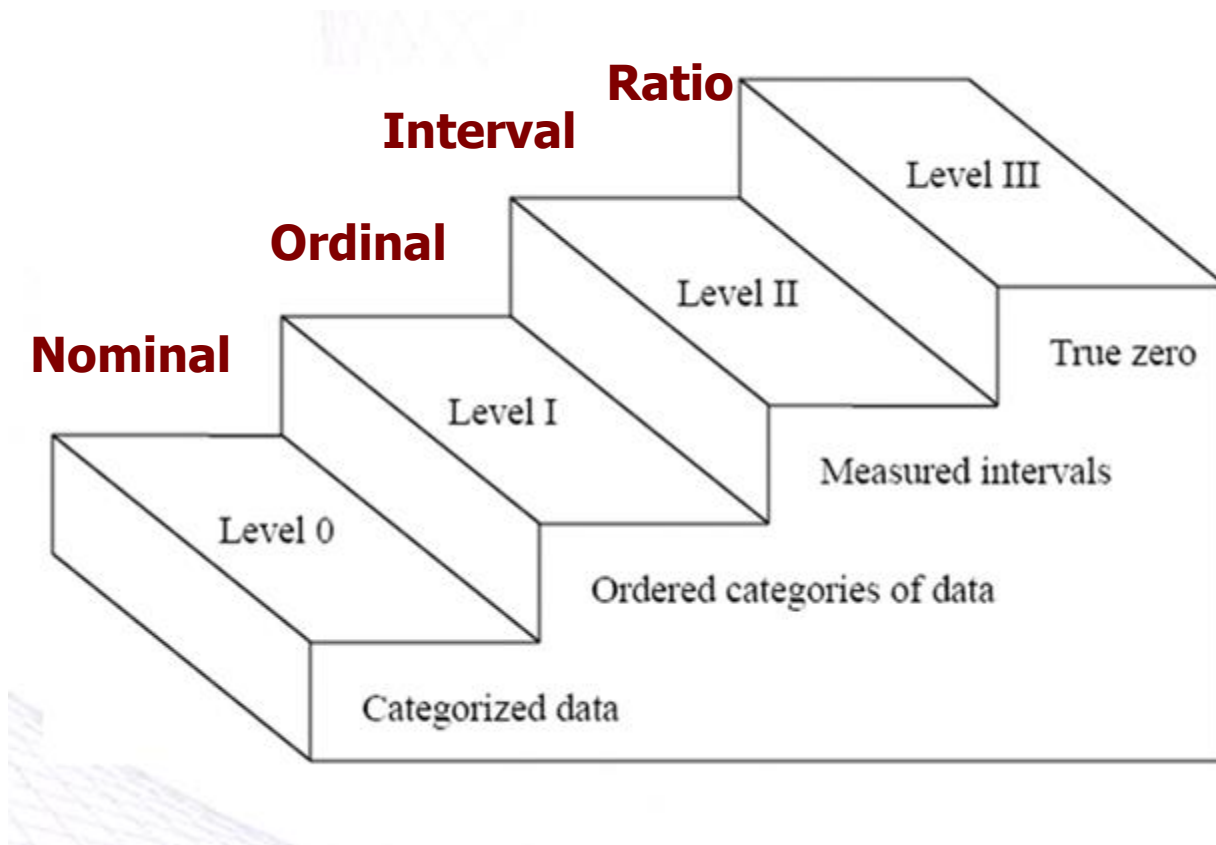 Ratio
Interval
Level III
Ordinal
Level II
Nominal
True zero
Level I
Measured intervals
Level 0
Ordered categories of data
Categorized data